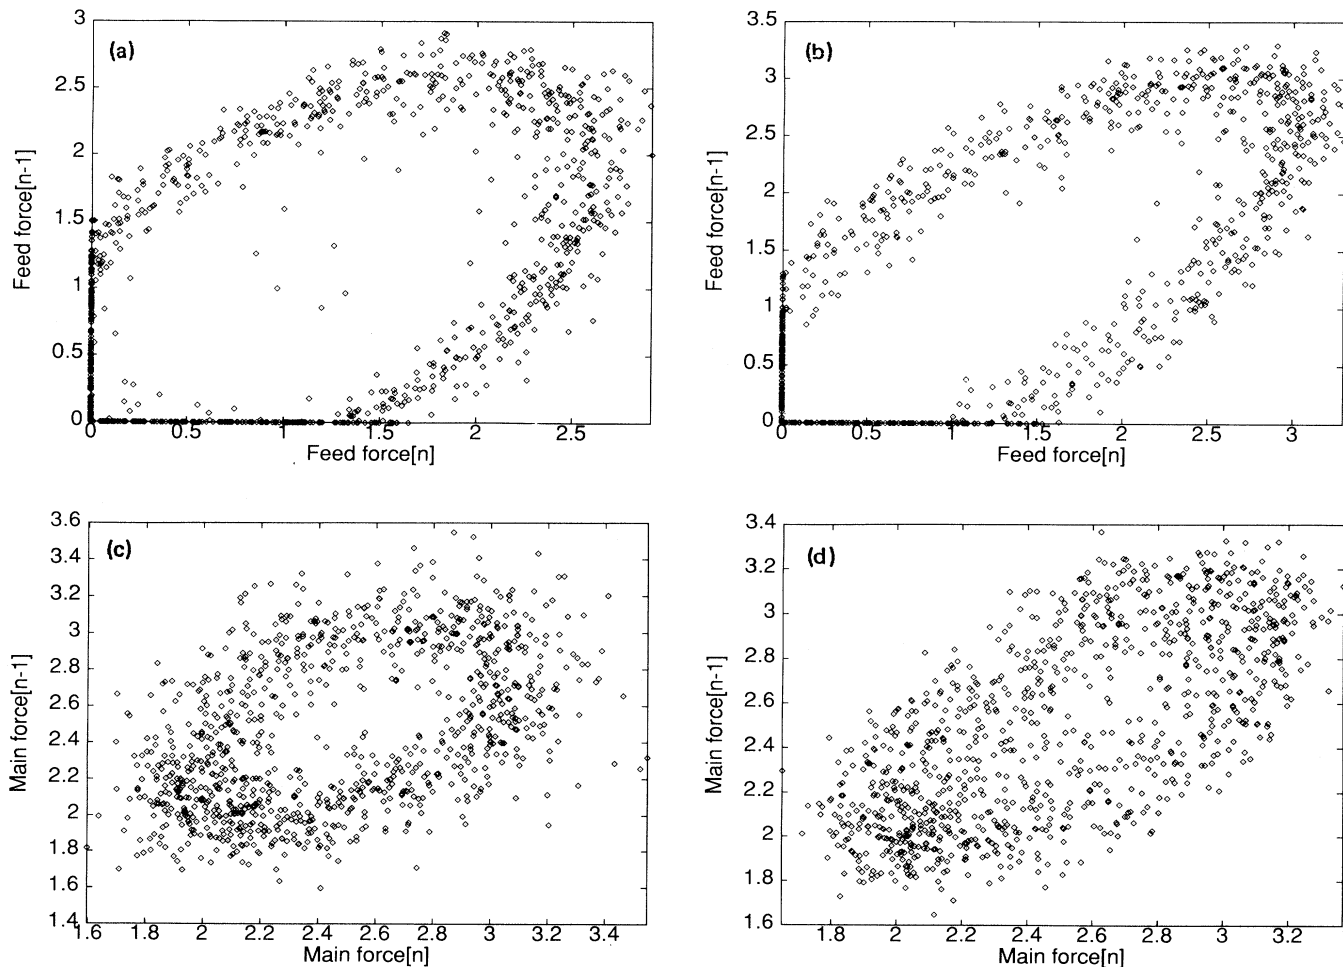 (a)
3
2.5
2
1.5
1
0.5
0
Feed force[n-1]
0 0.5 1 1.5 2 2.5
Feed force[n]
(b)
3.5
3
2.5
2
1.5
1
0.5
0
Feed force[n-1]
0 0.5 1 1.5 2 2.5 3
Feed force[n]
(c)
3.6
3.4
3.2
3
2.8
2.6
2.4
2.2
2
1.8
1.6
1.4
Main force[n-1]
1.6 1.8 2 2.2 2.4 2.6 2.8 3 3.2 3.4
Main force[n]
(d)
3.4
3.2
3
2.8
2.6
2.4
2.2
2
1.8
1.6
1.4
Main force[n-1]
1.8 2 2.2 2.4 2.6 2.8 3 3.2
Main force[n]